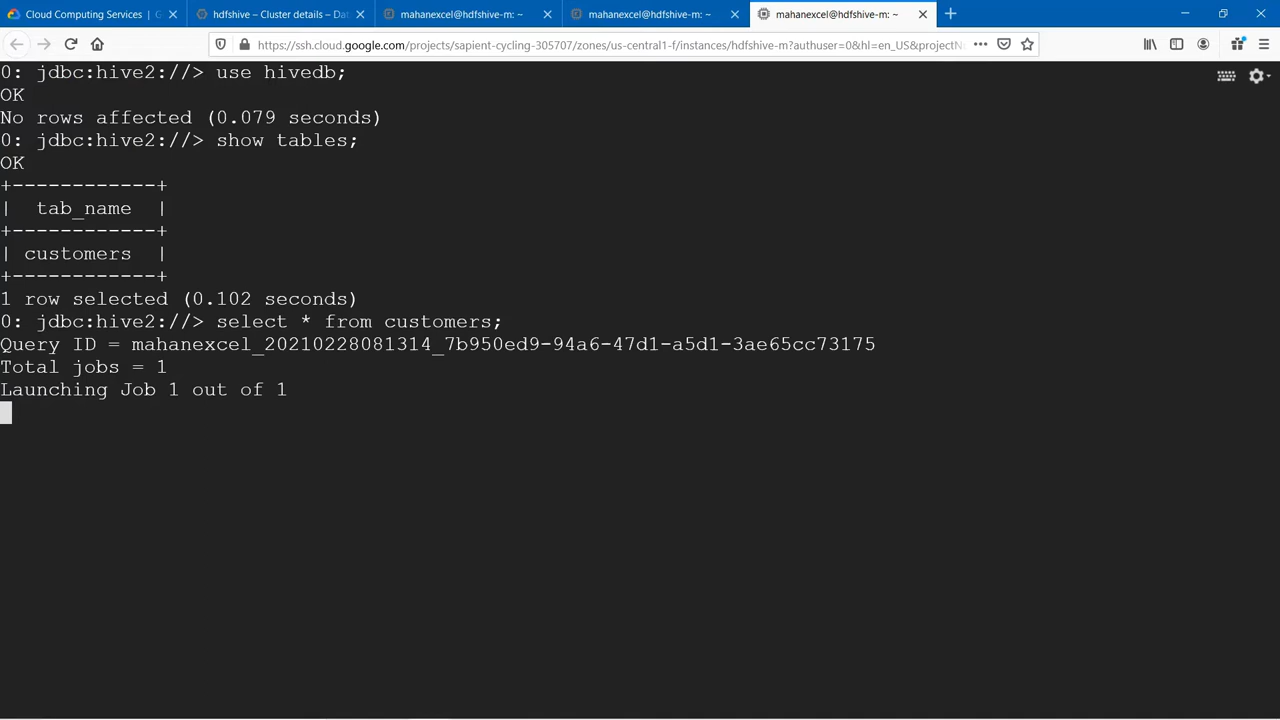 Cloud Computing Services | G
hdfshive – Cluster details – Dat
mahanexcel@hdfshive-m: ~
mahanexcel@hdfshive-m: ~
mahanexcel@hdfshive-m: ~
https://ssh.cloud.google.com/projects/sapient-cycling-305707/zones/us-central1-f/instances/hdfshive-m?authuser=0&hl=en_US&projectN
0: jdbc:hive2://> use hivedb;
OK
No rows affected (0.079 seconds)
0: jdbc:hive2://> show tables;
OK
+------------+
| tab_name |
+------------+
| customers |
+------------+
1 row selected (0.102 seconds)
0: jdbc:hive2://> select * from customers;
Query ID = mahanexcel_20210228081314_7b950ed9-94a6-47d1-a5d1-3ae65cc73175
Total jobs = 1
Launching Job 1 out of 1